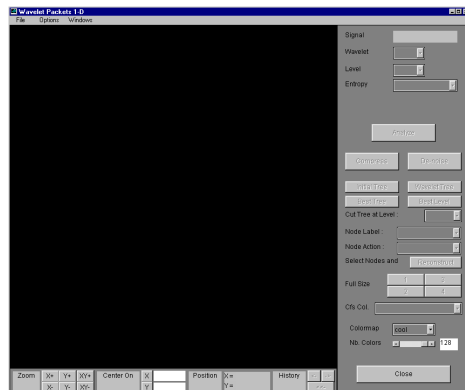 Wavelet Packets 1-D
File Options Windows
Signal
Wavelet
Level
Entropy
Analyze
Compress De-noise
Initial Tree Wavelet Tree
Best Tree Best Level
Cut Tree at Level :
Node Label :
Node Action :
Select Nodes and Reconstruct
Full Size 1 3
2 4
Cfs Col.
Colormap cool
Nb. Colors 128
Zoom X+ Y+ XY+ Center On X Position X = History
X- Y- XY- Y Y =
Close